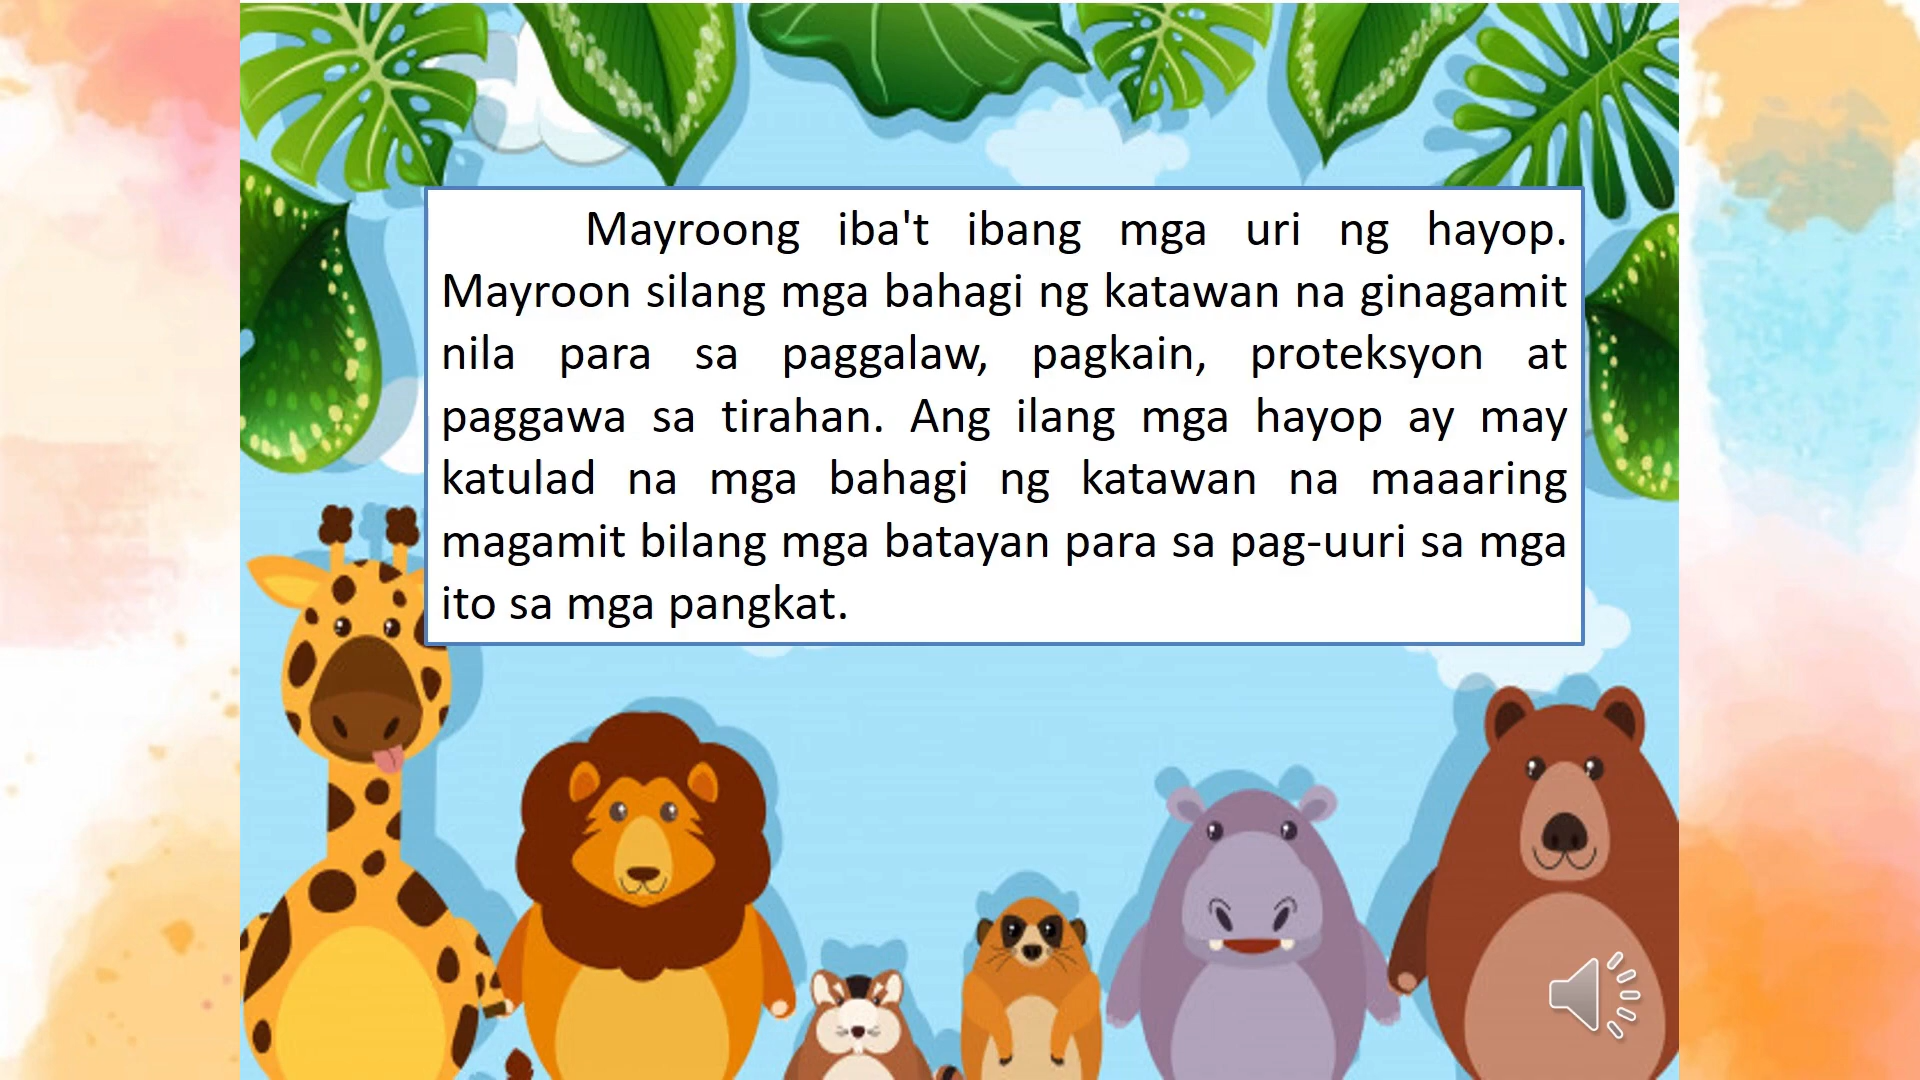 Mayroong iba't ibang mga uri ng hayop.
Mayroon silang mga bahagi ng katawan na ginagamit
nila para sa paggalaw, pagkain, proteksyon at
paggawa sa tirahan. Ang ilang mga hayop ay may
katulad na mga bahagi ng katawan na maaaring
magamit bilang mga batayan para sa pag-uuri sa mga
ito sa mga pangkat.